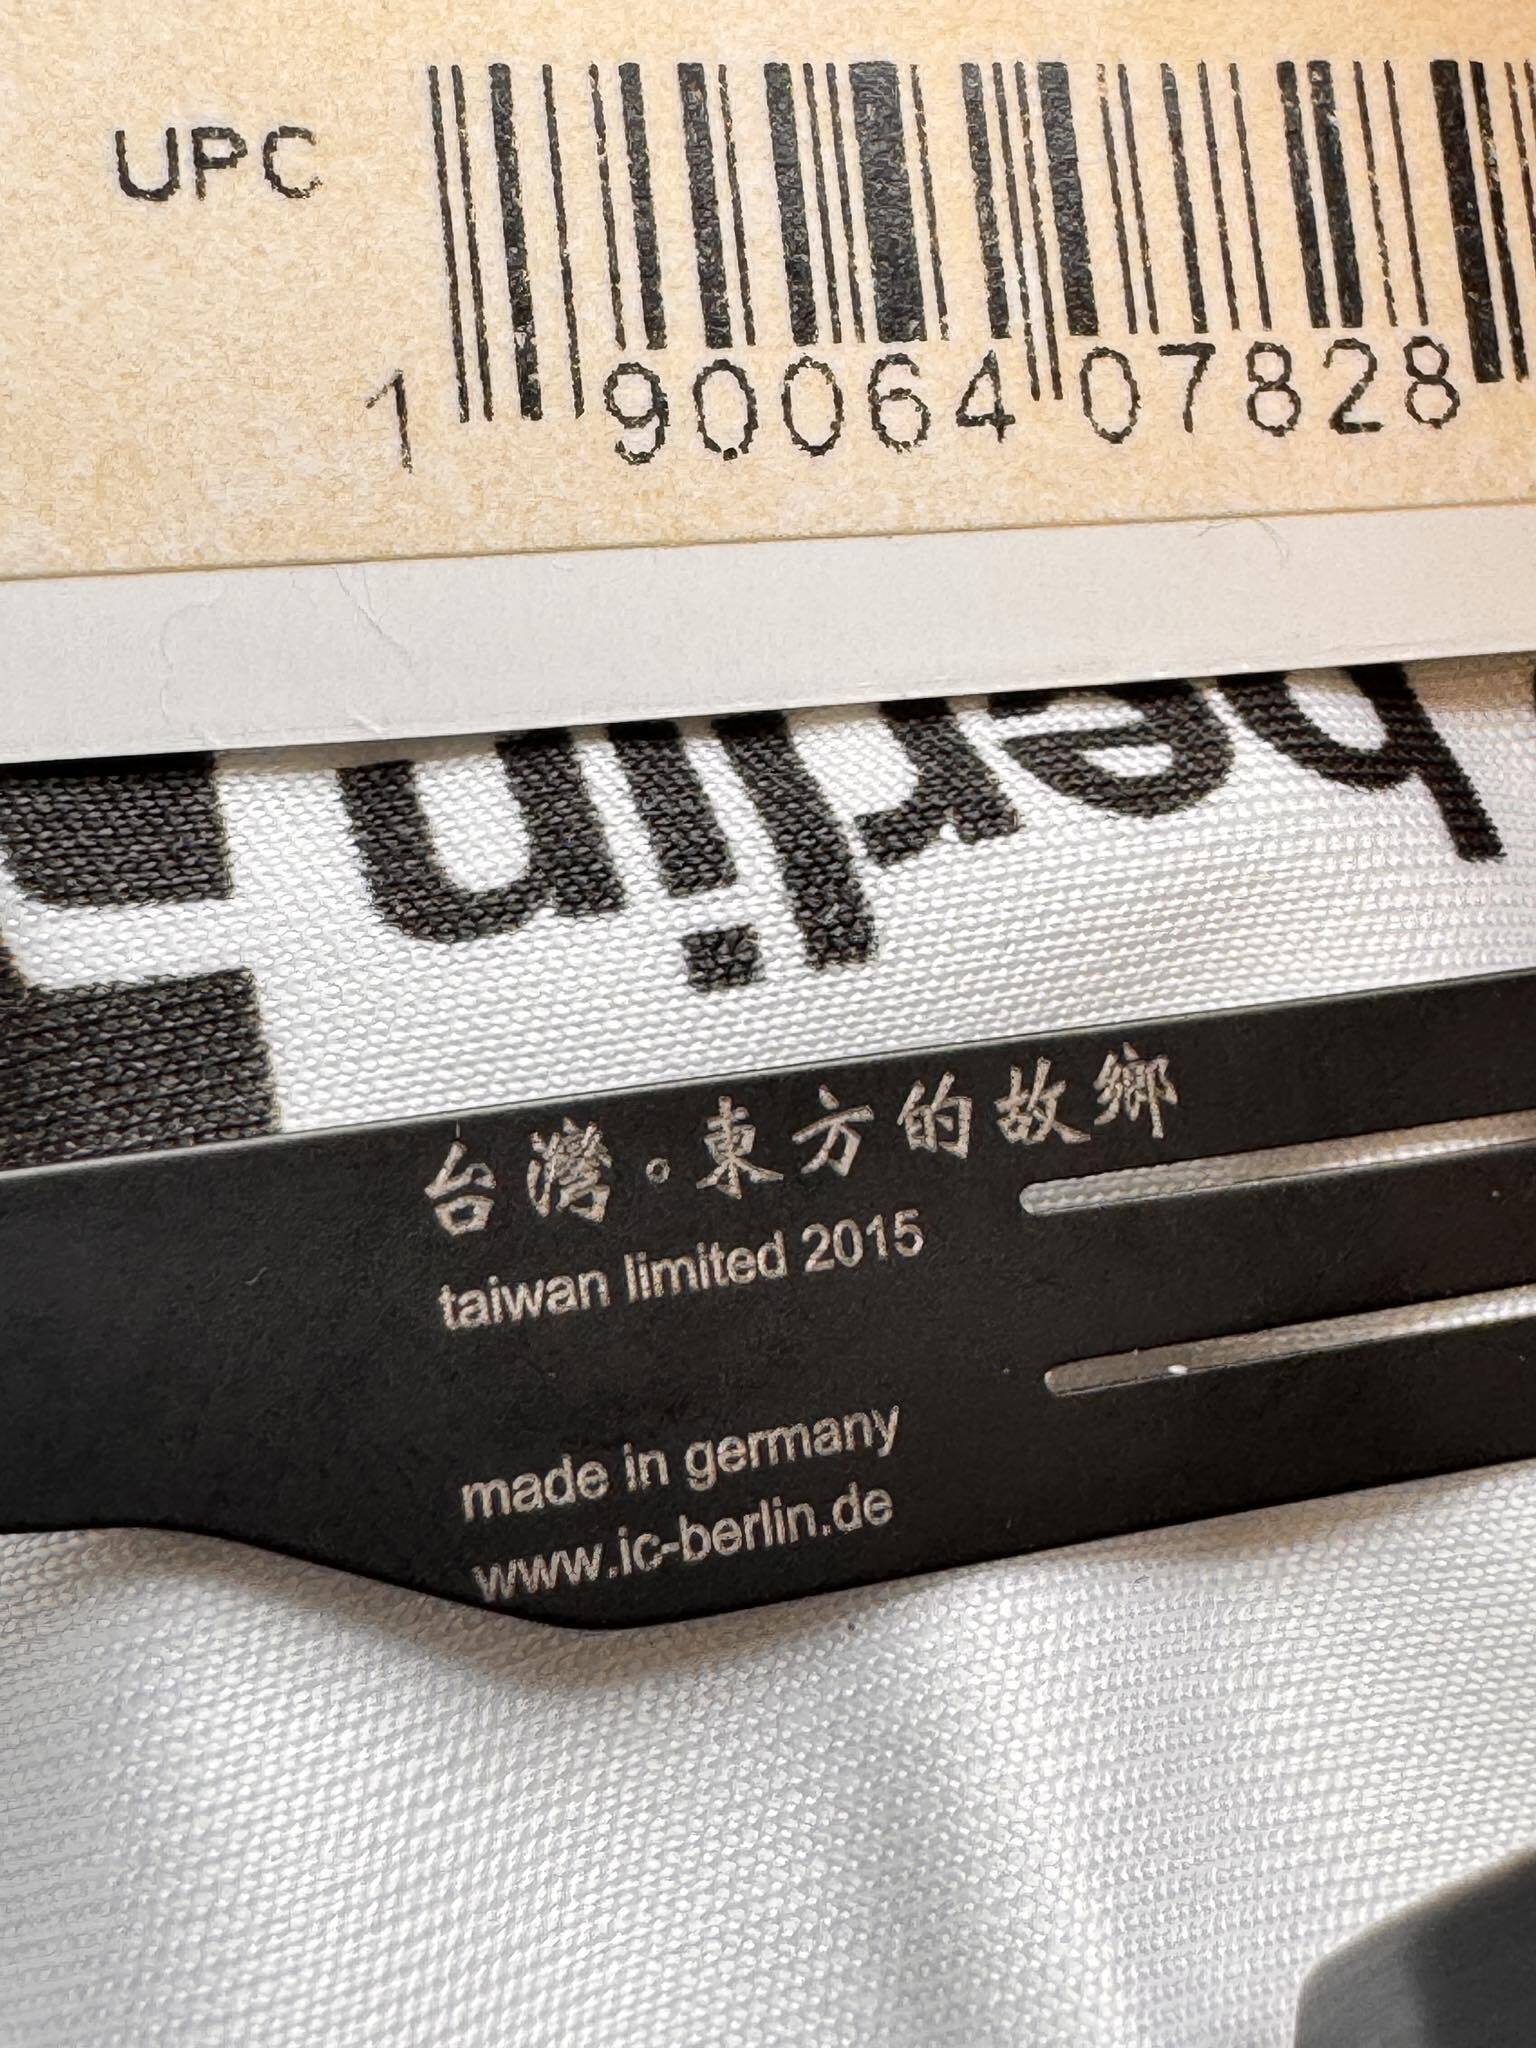 UPC
1 90064 07828
berlin
台灣。東方的故鄉
taiwan limited 2015
made in germany
www.ic-berlin.de